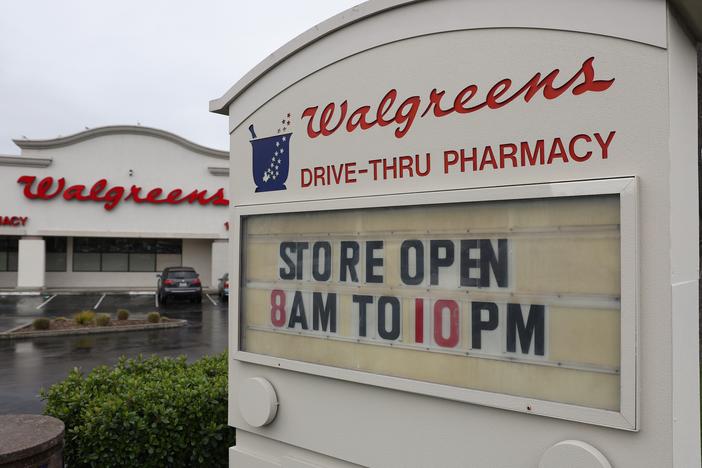 Walgreens
DRIVE-THRU PHARMACY
STORE OPEN
8AM TO 10PM
Walgreens